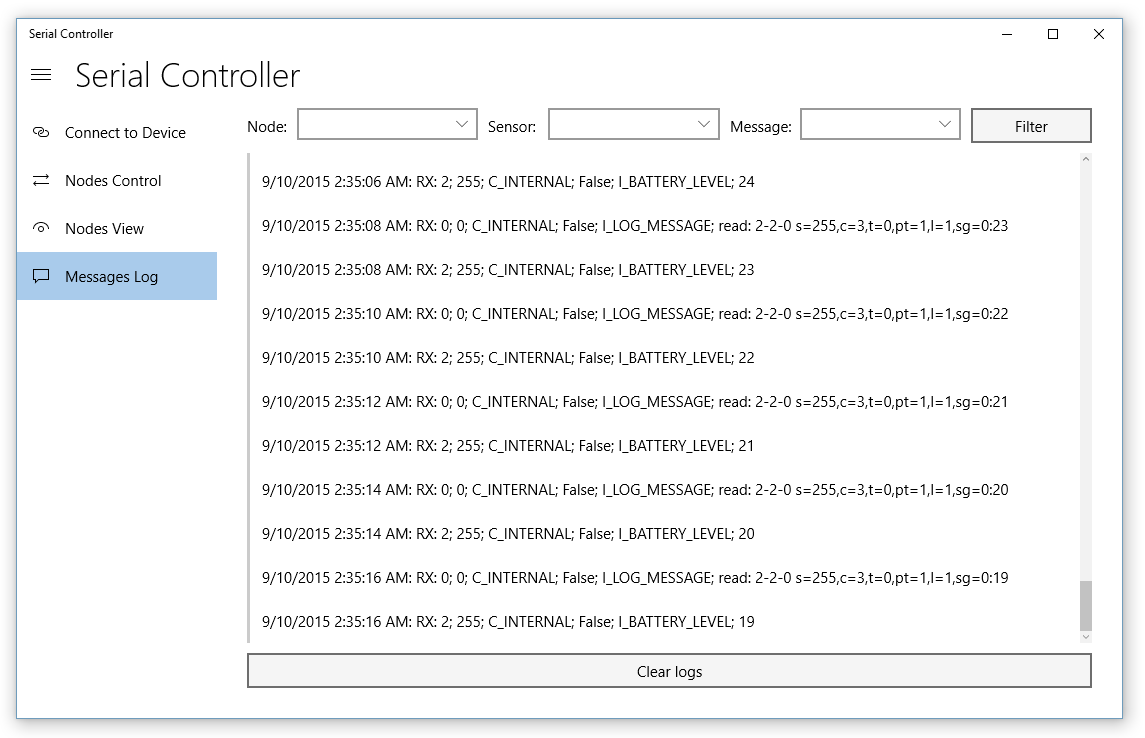 Serial Controller
Serial Controller
Connect to Device
Nodes Control
Nodes View
Messages Log
Node: Sensor: Message: Filter
9/10/2015 2:35:06 AM: RX: 2; 255; C_INTERNAL; False; I_BATTERY_LEVEL; 24
9/10/2015 2:35:08 AM: RX: 0; 0; C_INTERNAL; False; I_LOG_MESSAGE; read: 2-2-0 s=255,c=3,t=0,pt=1,l=1,sg=0:23
9/10/2015 2:35:08 AM: RX: 2; 255; C_INTERNAL; False; I_BATTERY_LEVEL; 23
9/10/2015 2:35:10 AM: RX: 0; 0; C_INTERNAL; False; I_LOG_MESSAGE; read: 2-2-0 s=255,c=3,t=0,pt=1,l=1,sg=0:22
9/10/2015 2:35:10 AM: RX: 2; 255; C_INTERNAL; False; I_BATTERY_LEVEL; 22
9/10/2015 2:35:12 AM: RX: 0; 0; C_INTERNAL; False; I_LOG_MESSAGE; read: 2-2-0 s=255,c=3,t=0,pt=1,l=1,sg=0:21
9/10/2015 2:35:12 AM: RX: 2; 255; C_INTERNAL; False; I_BATTERY_LEVEL; 21
9/10/2015 2:35:14 AM: RX: 0; 0; C_INTERNAL; False; I_LOG_MESSAGE; read: 2-2-0 s=255,c=3,t=0,pt=1,l=1,sg=0:20
9/10/2015 2:35:14 AM: RX: 2; 255; C_INTERNAL; False; I_BATTERY_LEVEL; 20
9/10/2015 2:35:16 AM: RX: 0; 0; C_INTERNAL; False; I_LOG_MESSAGE; read: 2-2-0 s=255,c=3,t=0,pt=1,l=1,sg=0:19
9/10/2015 2:35:16 AM: RX: 2; 255; C_INTERNAL; False; I_BATTERY_LEVEL; 19
Clear logs